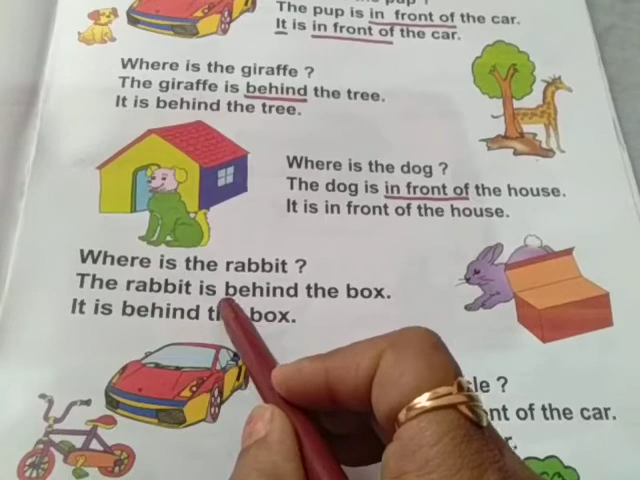 The pup is in front of the car.
It is in front of the car.
Where is the giraffe ?
The giraffe is behind the tree.
It is behind the tree.
Where is the dog ?
The dog is in front of the house.
It is in front of the house.
Where is the rabbit ?
The rabbit is behind the box.
It is behind box.
?
of the car.